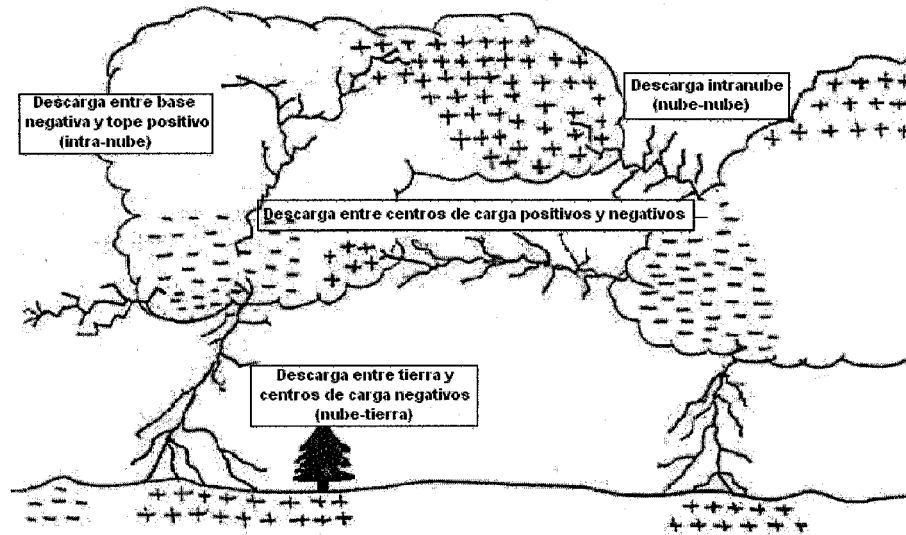 Descarga entre base
negativa y tope positivo
(intra-nube)
Descarga intranube
(nube-nube)
Descarga entre centros de carga positivos y negativos
Descarga entre tierra y
centros de carga negativos
(nube-tierra)